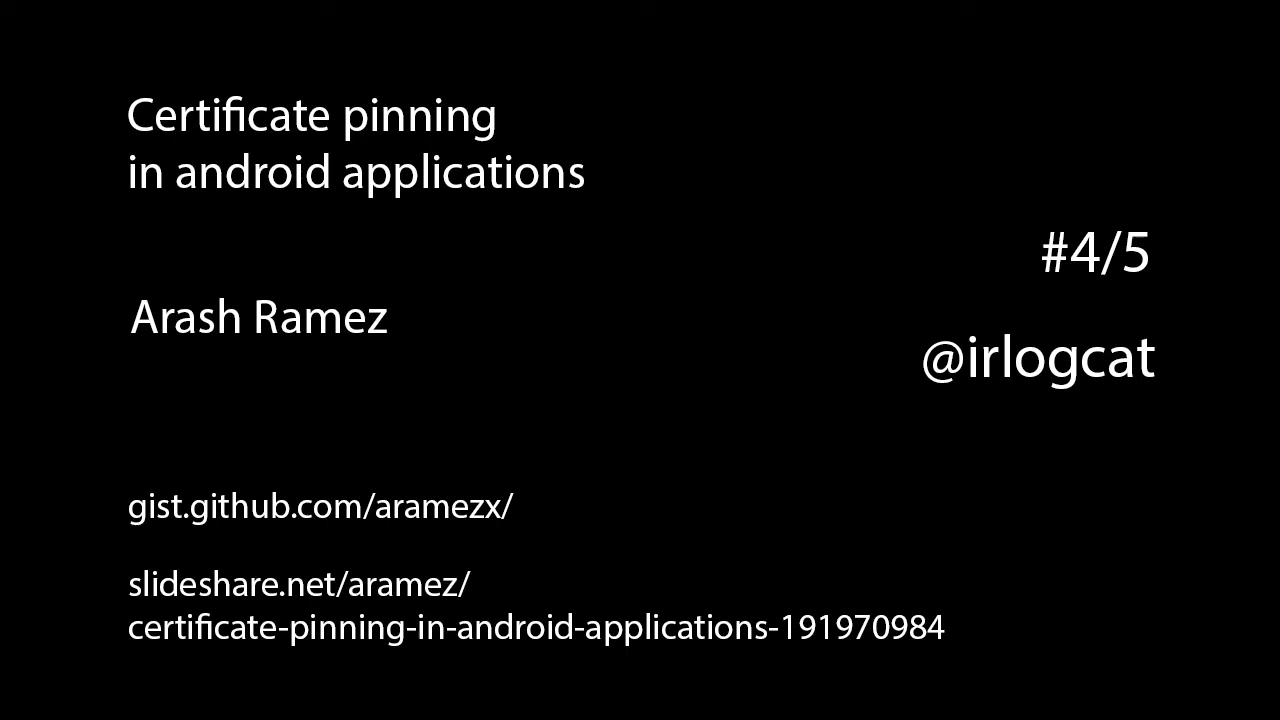 Certificate pinning
in android applications
#4/5
Arash Ramez
@irlogcat
gist.github.com/aramezx/
slideshare.net/aramez/
certificate-pinning-in-android-applications-191970984